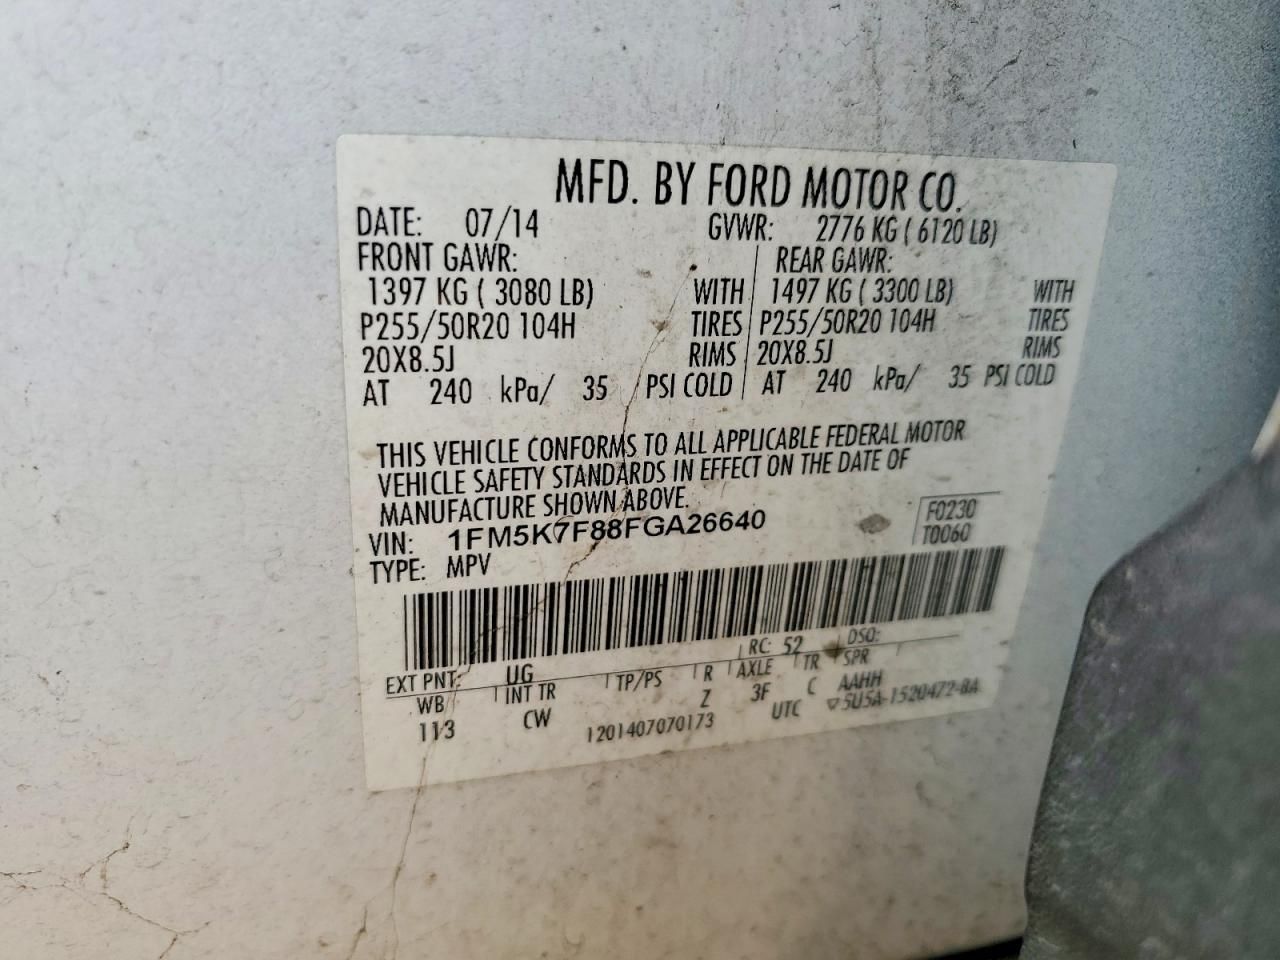 MFD. BY FORD MOTOR CO.
DATE: 07/14 GVWR: 2776 KG ( 6120 LB)
FRONT GAWR: REAR GAWR:
1397 KG ( 3080 LB) WITH 1497 KG ( 3300 LB) WITH
P255/50R20 104H TIRES P255/50R20 104H TIRES
20X8.5J RIMS 20X8.5J RIMS
AT 240 kPa/ 35 PSI COLD AT 240 kPa/ 35 PSI COLD
THIS VEHICLE CONFORMS TO ALL APPLICABLE FEDERAL MOTOR
VEHICLE SAFETY STANDARDS IN EFFECT ON THE DATE OF
MANUFACTURE SHOWN ABOVE.
F0230
VIN: 1FM5K7F88FGA26640
T0060
TYPE: MPV
EXT PNT: UG RC: 52 DSO:
WB INT TR TP/PS R AXLE TR SPR
113 CW Z 3F C AAHH
1201407070173 UTC ▽5U5A-1520472-BA